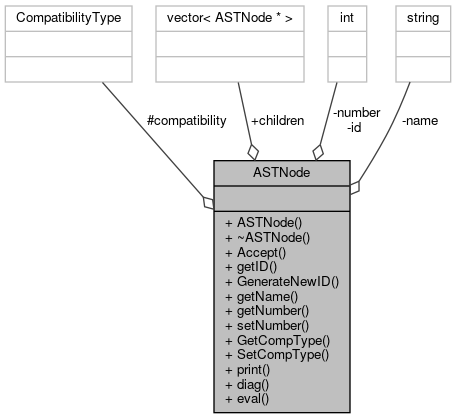 CompatibilityType
vector< ASTNode * >
int
string
#compatibility
+children
-number
-id
-name
ASTNode
+ ASTNode()
+ ~ASTNode()
+ Accept()
+ getID()
+ GenerateNewID()
+ getName()
+ getNumber()
+ setNumber()
+ GetCompType()
+ SetCompType()
+ print()
+ diag()
+ eval()